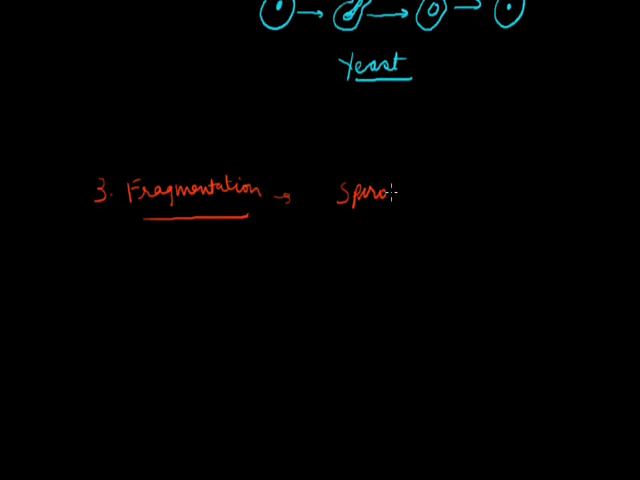 Yeast
3. Fragmentation → Spiro